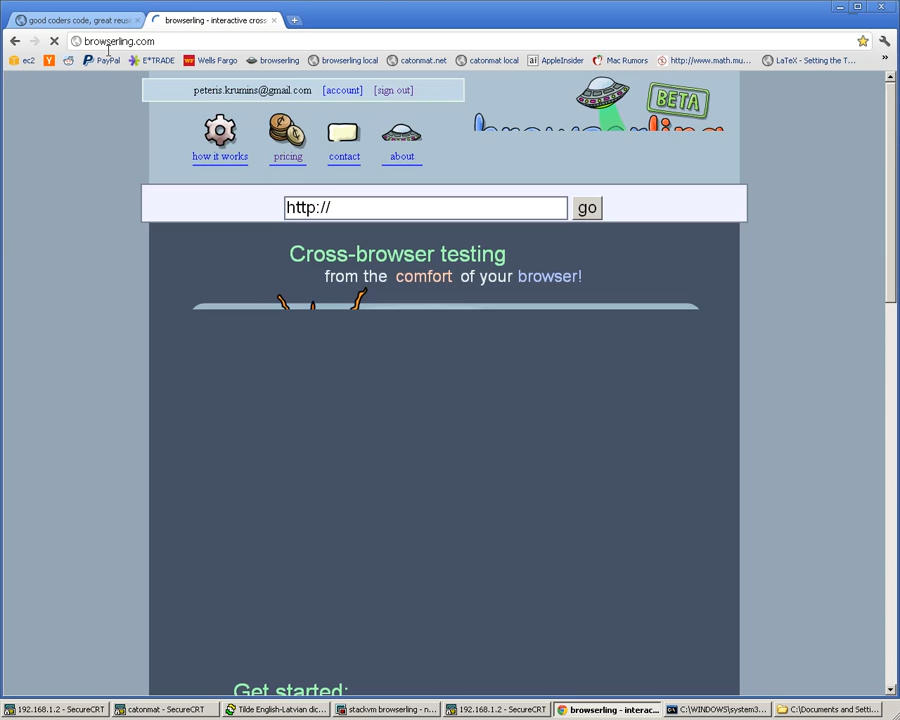 good coders code, great reus
browserling - interactive cross
browserling.com
ec2
PayPal
E*TRADE
Wells Fargo
browserling
browserling local
catonmat.net
catonmat local
AppleInsider
Mac Rumors
http://www.math.mu...
LaTeX - Setting the T...
peteris.krumins@gmail.com [account] [sign out]
BETA
how it works
pricing
contact
about
http://
go
Cross-browser testing
from the comfort of your browser!
Get started:
192.168.1.2 - SecureCRT
catonmat - SecureCRT
Tilde English-Latvian dic...
stackvm browserling - n...
192.168.1.2 - SecureCRT
browserling - interac...
C:\WINDOWS\system3...
C:\Documents and Setti...